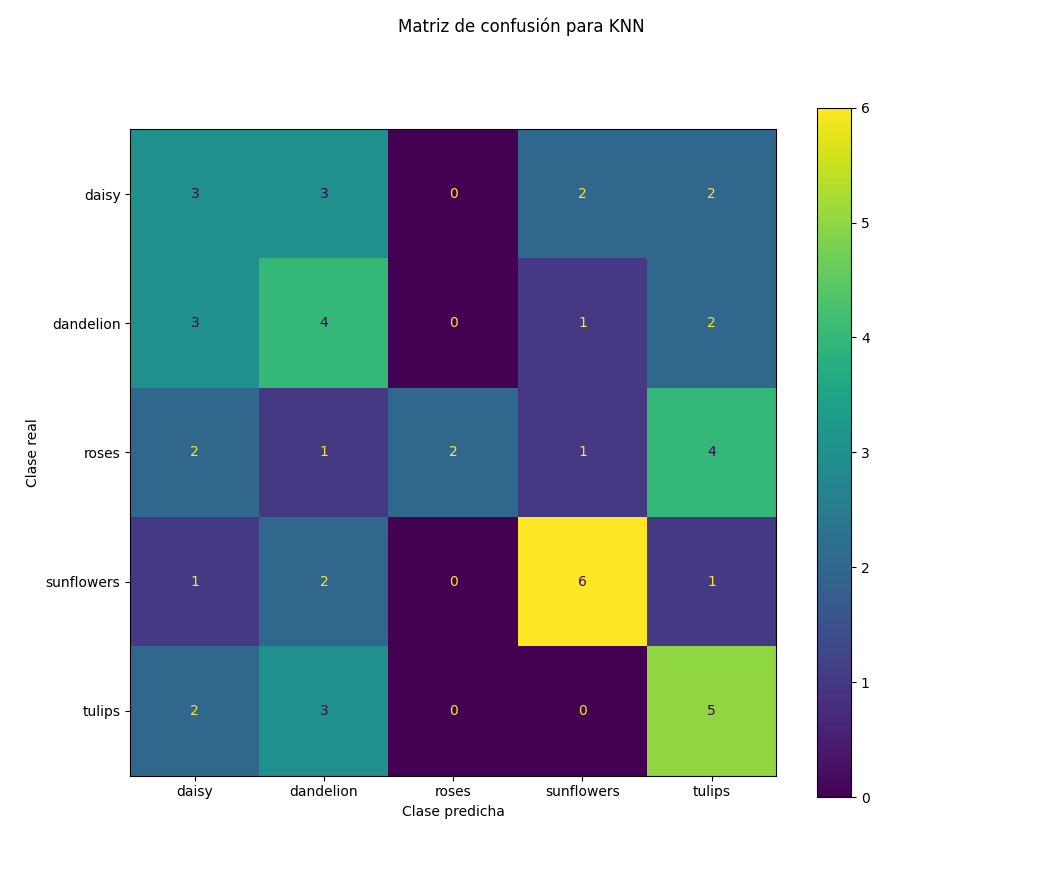 Matriz de confusión para KNN
6
5
4
3
2
1
0
Clase real
daisy 3 3 0 2 2
dandelion 3 4 0 1 2
roses 2 1 2 1 4
sunflowers 1 2 0 6 1
tulips 2 3 0 0 5
daisy dandelion roses sunflowers tulips
Clase predicha